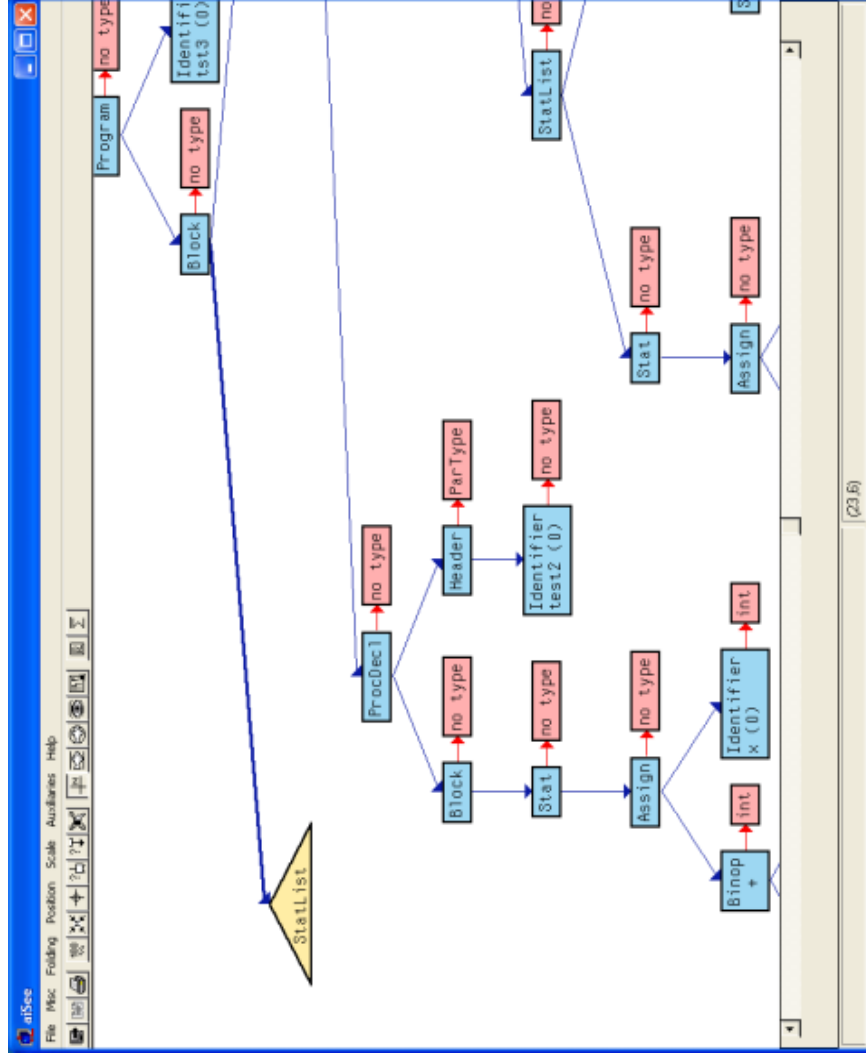 aiSee
File Misc Folding Position Scale Auxiliaries Help
Program
no type
Identifi
tst3 (0)
Block
no type
StatList
ProcDecl
no type
Block
no type
Header
ParType
Stat
no type
Identifier
test2 (0)
no type
StatList
no
Assign
no type
Stat
no type
Binop
+
int
Identifier
x (0)
int
Assign
no type
S
(23,6)